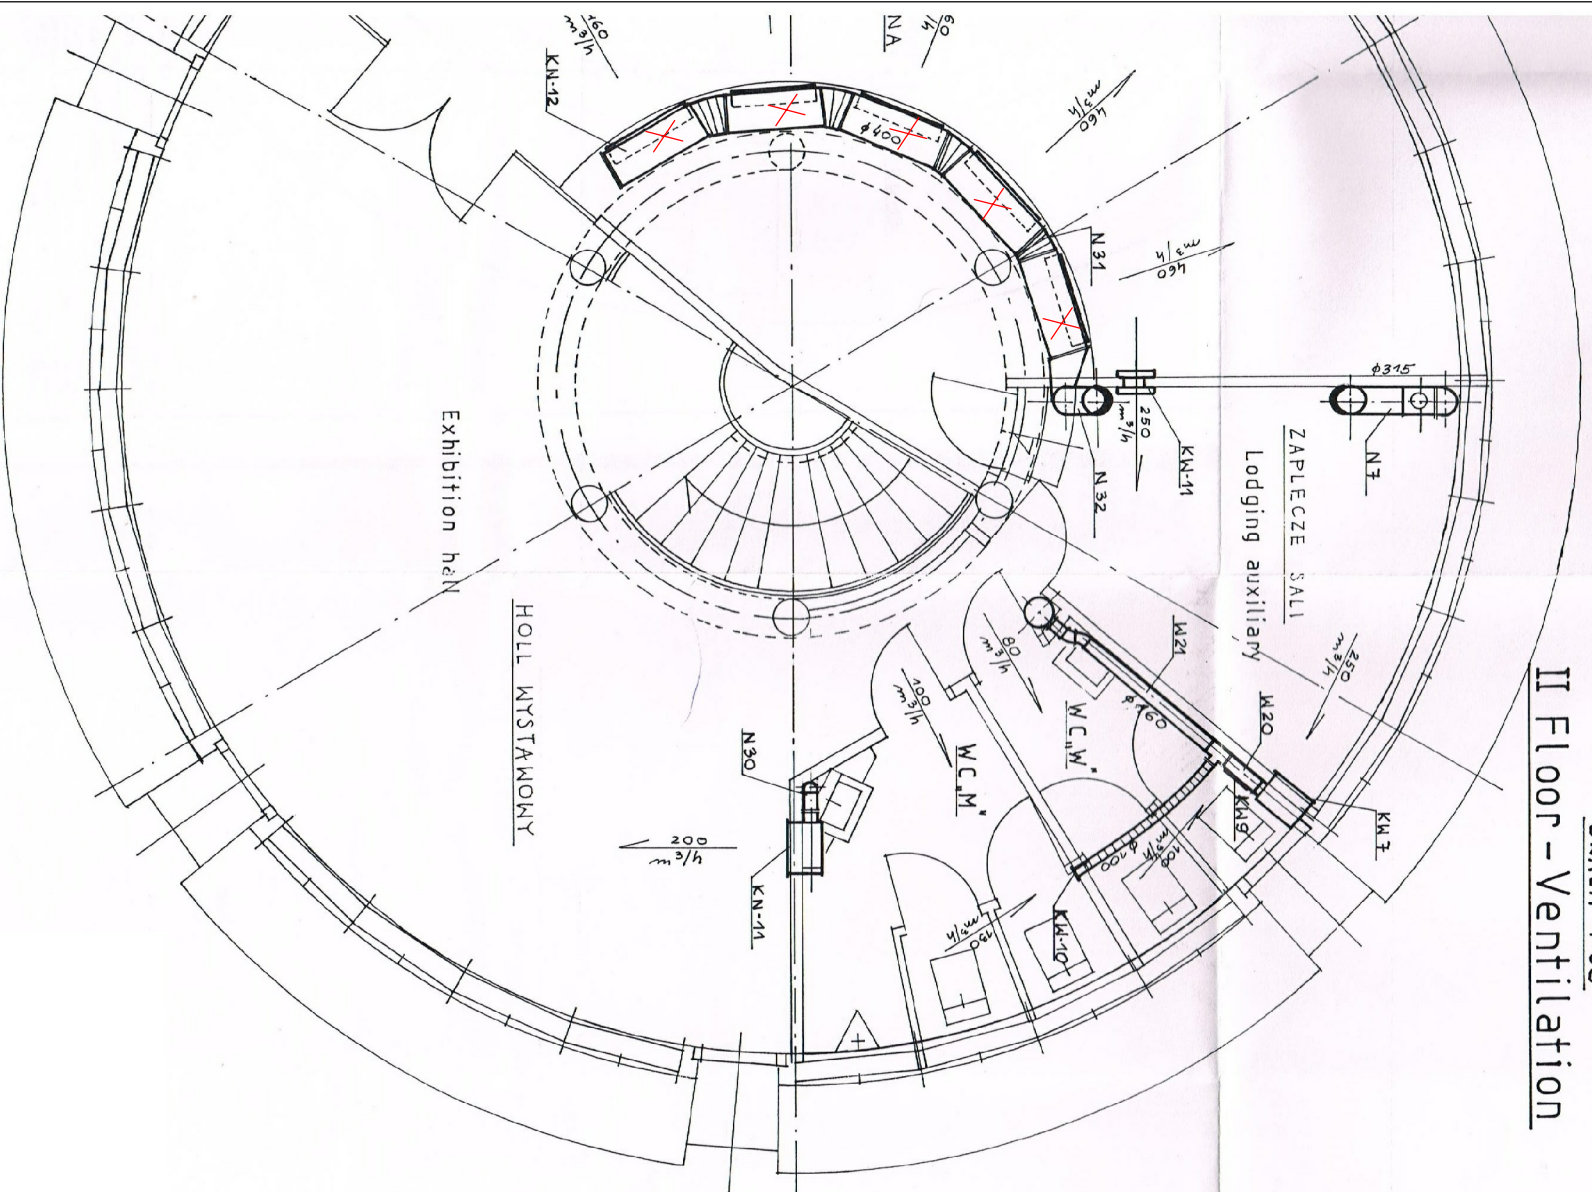 II Floor - Ventilation
ZAPLECZE SALI
Lodging auxiliary
HOLL WYSTAWOWY
Exhibition hall
WC „W"
WC „M"
KN-12
NA
160
m³/h
60
/h
460
m³/h
460
m³/h
ϕ400
N31
N32
250
m³/h
KW-11
ϕ315
N7
250
m³/h
W21
W20
ϕ160
KW7
KW9
80
m³/h
100
m³/h
N30
200
m³/h
KN-11
KW-10
m³/h
m³/h